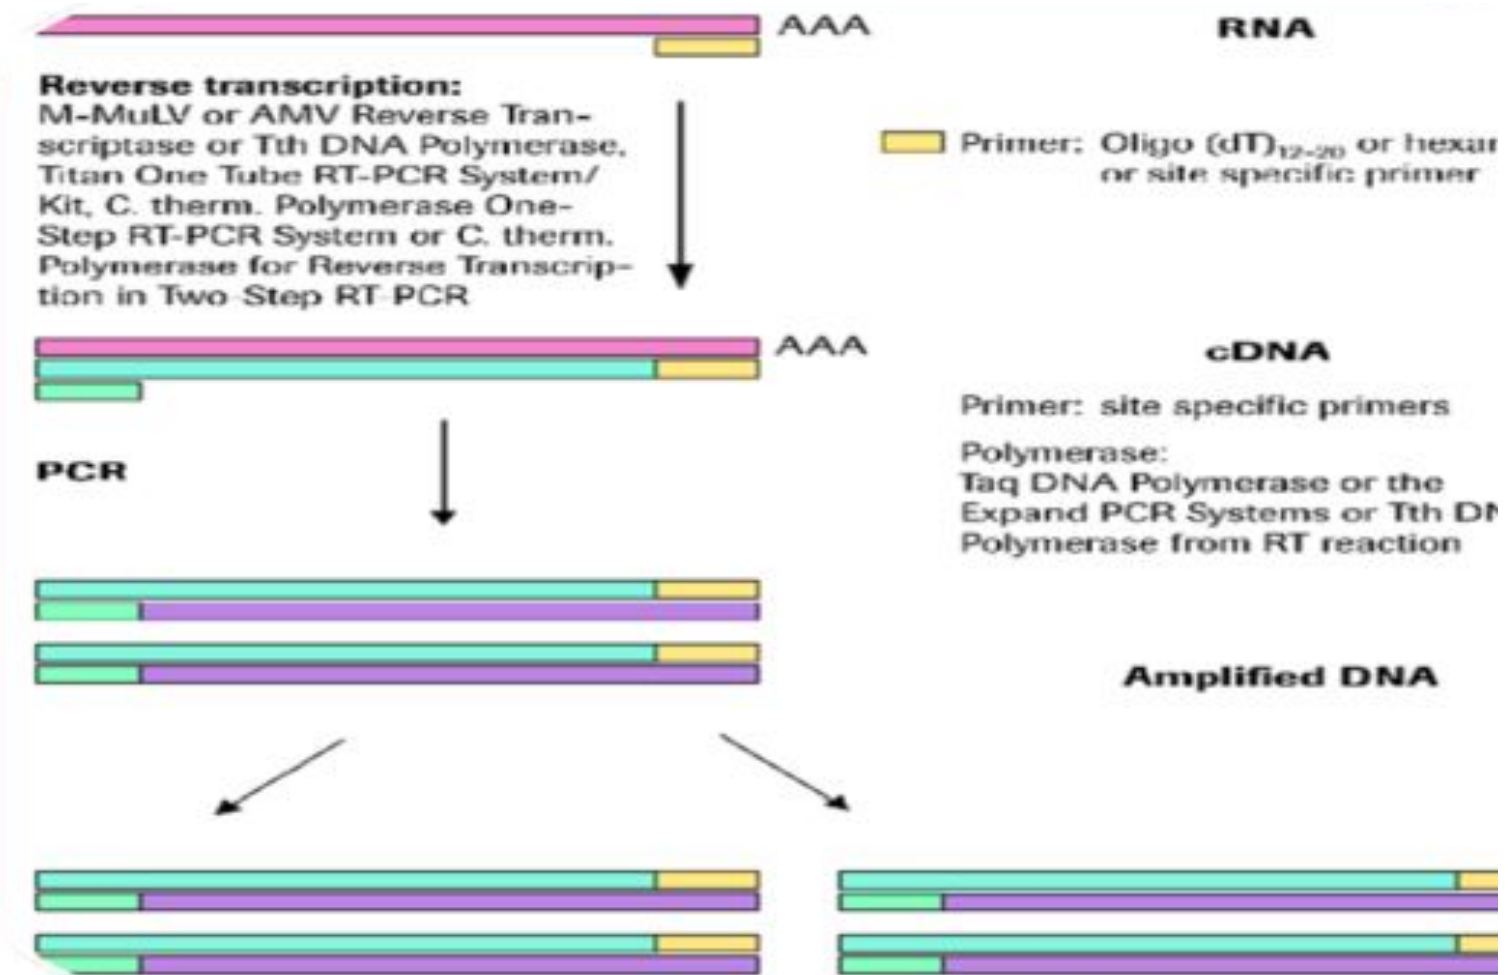 AAA
RNA
Reverse transcription:
M-MuLV or AMV Reverse Tran-
scriptase or Tth DNA Polymerase,
Titan One Tube RT-PCR System/
Kit, C. therm. Polymerase One-
Step RT-PCR System or C. therm.
Polymerase for Reverse Transcrip-
tion in Two-Step RT-PCR
Primer: Oligo (dT)12-20 or
or site specific primer
AAA
cDNA
Primer: site specific primers
Polymerase:
Taq DNA Polymerase or the
Expand PCR Systems or Tth
Polymerase from RT reaction
PCR
Amplified DNA